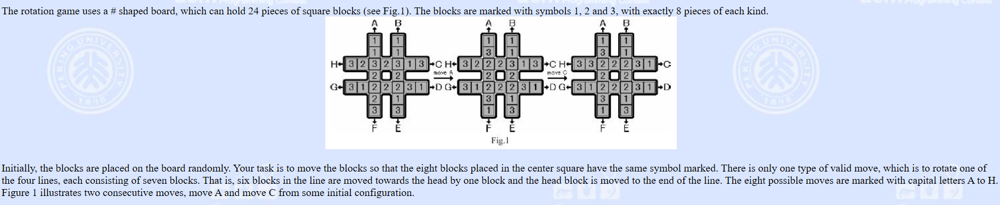 The rotation game uses a # shaped board, which can hold 24 pieces of square blocks (see Fig.1). The blocks are marked with symbols 1, 2 and 3, with exactly 8 pieces of each kind.
A B A B A B
1 1 1 1 1 1
1 1 3 1 3 1
H 3 2 3 2 3 1 3 C H 3 2 2 2 3 1 3 C H 3 3 2 2 2 3 1 C
move A move C
2 2 2 2 2 2
G 3 1 2 2 2 3 1 D G 3 1 2 2 2 3 1 D G 3 1 2 2 2 3 1 D
2 1 3 1 3 1
3 3 1 3 1 3
F E F E F E
Fig.1
PEKING UNIVERSITY
1898
PEKING UNIVERSITY
1898
Initially, the blocks are placed on the board randomly. Your task is to move the blocks so that the eight blocks placed in the center square have the same symbol marked. There is only one type of valid move, which is to rotate one of
the four lines, each consisting of seven blocks. That is, six blocks in the line are moved towards the head by one block and the head block is moved to the end of the line. The eight possible moves are marked with capital letters A to H.
Figure 1 illustrates two consecutive moves, move A and move C from some initial configuration.